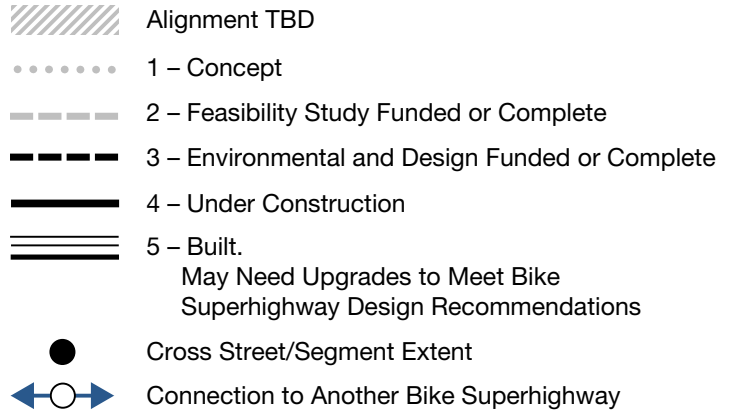 Alignment TBD
1 – Concept
2 – Feasibility Study Funded or Complete
3 – Environmental and Design Funded or Complete
4 – Under Construction
5 – Built.
May Need Upgrades to Meet Bike
Superhighway Design Recommendations
Cross Street/Segment Extent
Connection to Another Bike Superhighway